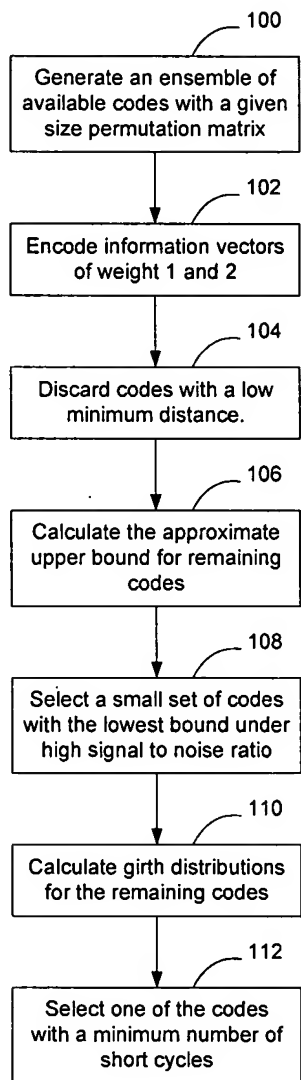 100
Generate an ensemble of
available codes with a given
size permutation matrix
102
Encode information vectors
of weight 1 and 2
104
Discard codes with a low
minimum distance.
106
Calculate the approximate
upper bound for remaining
codes
108
Select a small set of codes
with the lowest bound under
high signal to noise ratio
110
Calculate girth distributions
for the remaining codes
112
Select one of the codes
with a minimum number of
short cycles